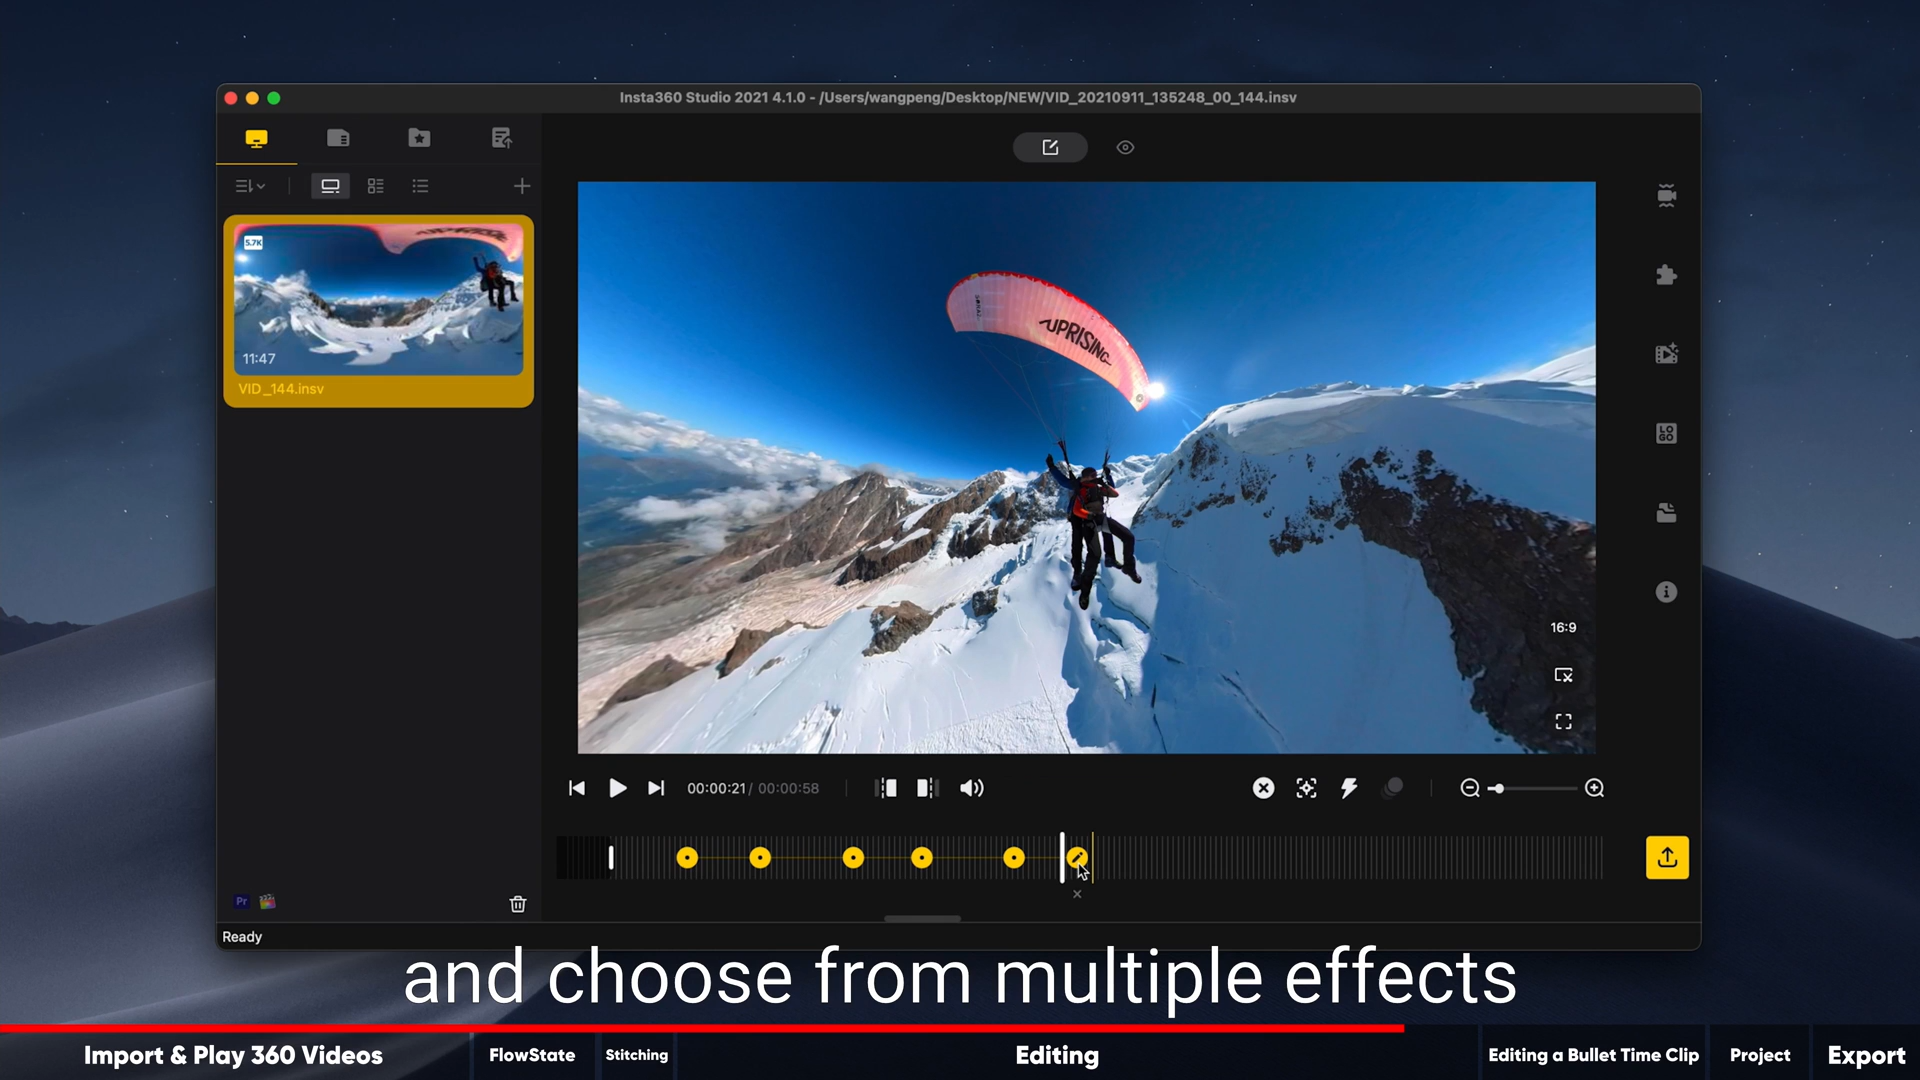 Insta360 Studio 2021 4.1.0 - /Users/wangpeng/Desktop/NEW/VID_20210911_135248_00_144.insv
5.7K
11:47
VID_144.insv
UPRISING
LOGO
16:9
00:00:21 / 00:00:58
Pr
Ready
and choose from multiple effects
Import & Play 360 Videos
FlowState
Stitching
Editing
Editing a Bullet Time Clip
Project
Export